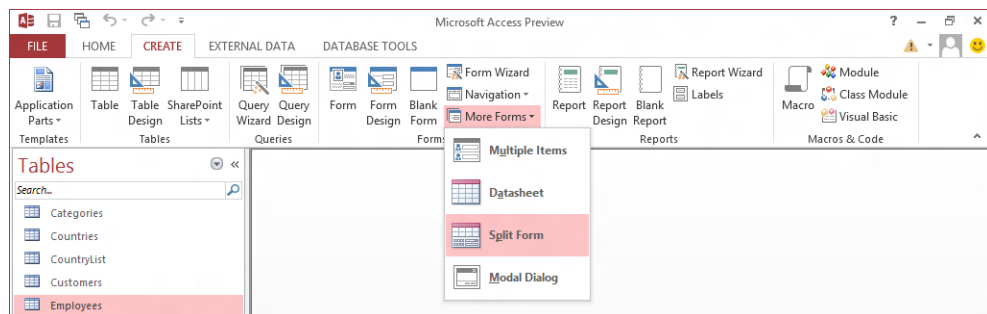 Microsoft Access Preview
FILE HOME CREATE EXTERNAL DATA DATABASE TOOLS
Application Parts
Table
Table Design
SharePoint Lists
Query Wizard
Query Design
Form
Form Design
Blank Form
Form Wizard
Navigation
More Forms
Report
Report Design
Blank Report
Report Wizard
Labels
Macro
Module
Class Module
Visual Basic
Templates Tables Queries Forms Reports Macros & Code
Multiple Items
Datasheet
Split Form
Modal Dialog
Tables
Search...
Categories
Countries
CountryList
Customers
Employees